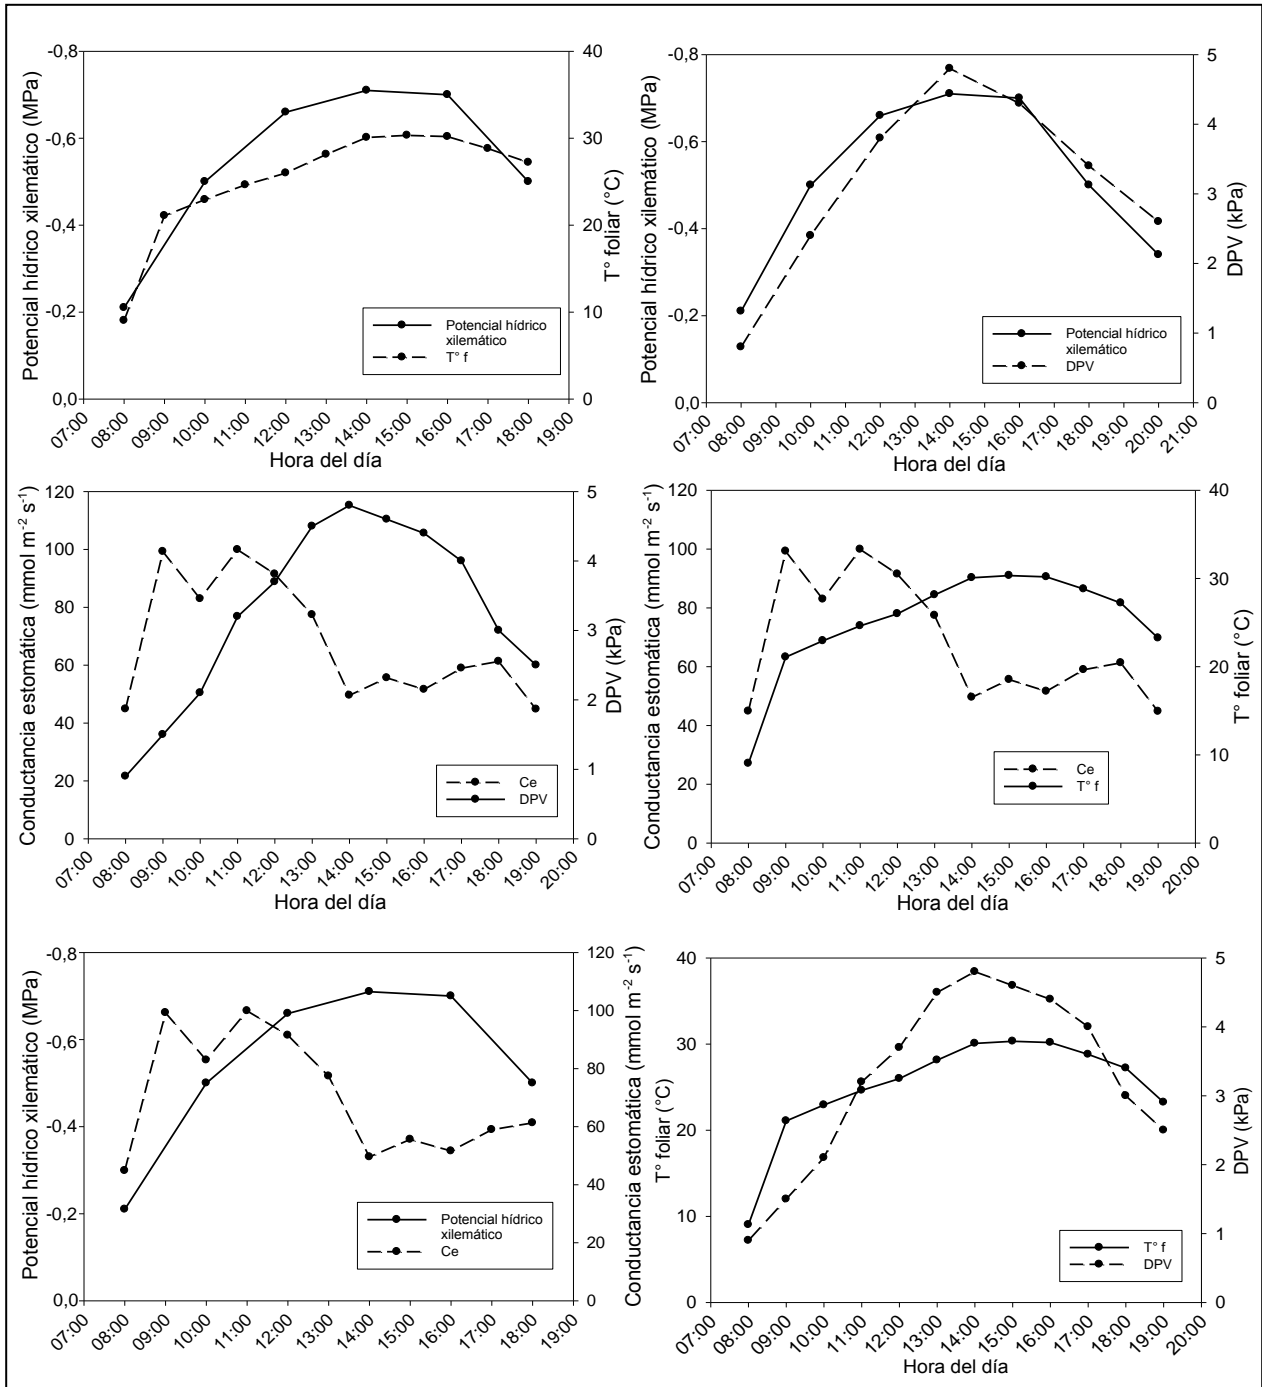 Potencial hídrico xilemático (MPa)
-0,8
-0,6
-0,4
-0,2
0,0
40
30
20
10
0
T° foliar (°C)
Potencial hídrico
xilemático
T° f
07:00 08:00 09:00 10:00 11:00 12:00 13:00 14:00 15:00 16:00 17:00 18:00 19:00
Hora del día
Potencial hídrico xilemático (MPa)
-0,8
-0,6
-0,4
-0,2
0,0
5
4
3
2
1
0
DPV (kPa)
Potencial hídrico
xilemático
DPV
07:00 08:00 09:00 10:00 11:00 12:00 13:00 14:00 15:00 16:00 17:00 18:00 19:00 20:00 21:00
Hora del día
Conductancia estomática (mmol m⁻² s⁻¹)
120
100
80
60
40
20
0
5
4
3
2
1
0
DPV (kPa)
Ce
DPV
07:00 08:00 09:00 10:00 11:00 12:00 13:00 14:00 15:00 16:00 17:00 18:00 19:00 20:00
Hora del día
Conductancia estomática (mmol m⁻² s⁻¹)
120
100
80
60
40
20
0
40
30
20
10
0
T° foliar (°C)
Ce
T° f
07:00 08:00 09:00 10:00 11:00 12:00 13:00 14:00 15:00 16:00 17:00 18:00 19:00 20:00
Hora del día
Potencial hídrico xilemático (MPa)
-0,8
-0,6
-0,4
-0,2
0,0
120
100
80
60
40
20
0
Conductancia estomática (mmol m⁻² s⁻¹)
Potencial hídrico
xilemático
Ce
07:00 08:00 09:00 10:00 11:00 12:00 13:00 14:00 15:00 16:00 17:00 18:00 19:00
T° foliar (°C)
40
30
20
10
0
5
4
3
2
1
0
DPV (kPa)
T° f
DPV
07:00 08:00 09:00 10:00 11:00 12:00 13:00 14:00 15:00 16:00 17:00 18:00 19:00 20:00
Hora del día